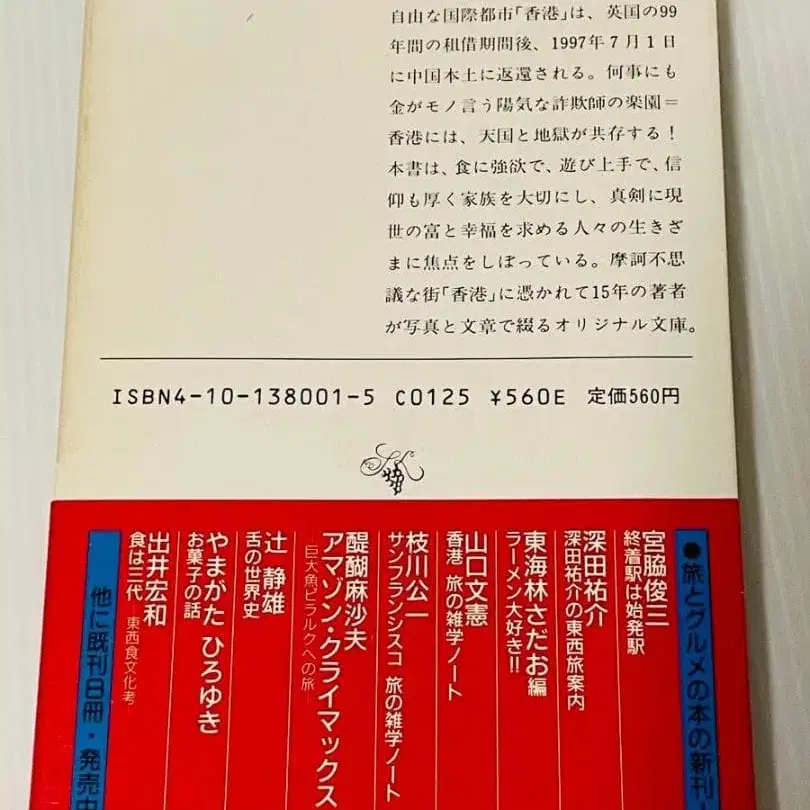 自由な国際都市「香港」は、英国の99
年間の租借期間後、1997年7月1日
に中国本土に返還される。何事にも
金がモノ言う陽気な詐欺師の楽園＝
香港には、天国と地獄が共存する！
本書は、食に強欲で、遊び上手で、信
仰も厚く家族を大切にし、真剣に現
世の富と幸福を求める人々の生きざ
まに焦点をしぼっている。摩訶不思
議な街「香港」に憑かれて15年の著者
が写真と文章で綴るオリジナル文庫。
ISBN4-10-138001-5 C0125 ¥560E 定価560円
●旅とグルメの本の新刊
宮脇俊三
終着駅は始発駅
深田祐介
深田祐介の東西旅案内
東海林さだお編
ラーメン大好き!!
山口文憲
香港 旅の雑学ノート
枝川公一
サンフランシスコ 旅の雑学ノート
醍醐麻沙夫
アマゾン・クライマックス
―巨大魚ピラルクへの旅―
辻 静雄
舌の世界史
やまがた ひろゆき
お菓子の話
出井宏和
食は三代―東西食文化考
他に既刊8冊・発売中